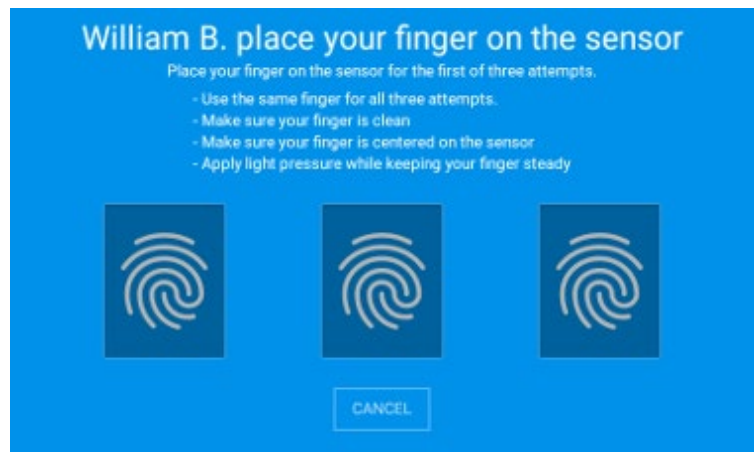 William B. place your finger on the sensor
Place your finger on the sensor for the first of three attempts.
- Use the same finger for all three attempts.
- Make sure your finger is clean
- Make sure your finger is centered on the sensor
- Apply light pressure while keeping your finger steady
CANCEL